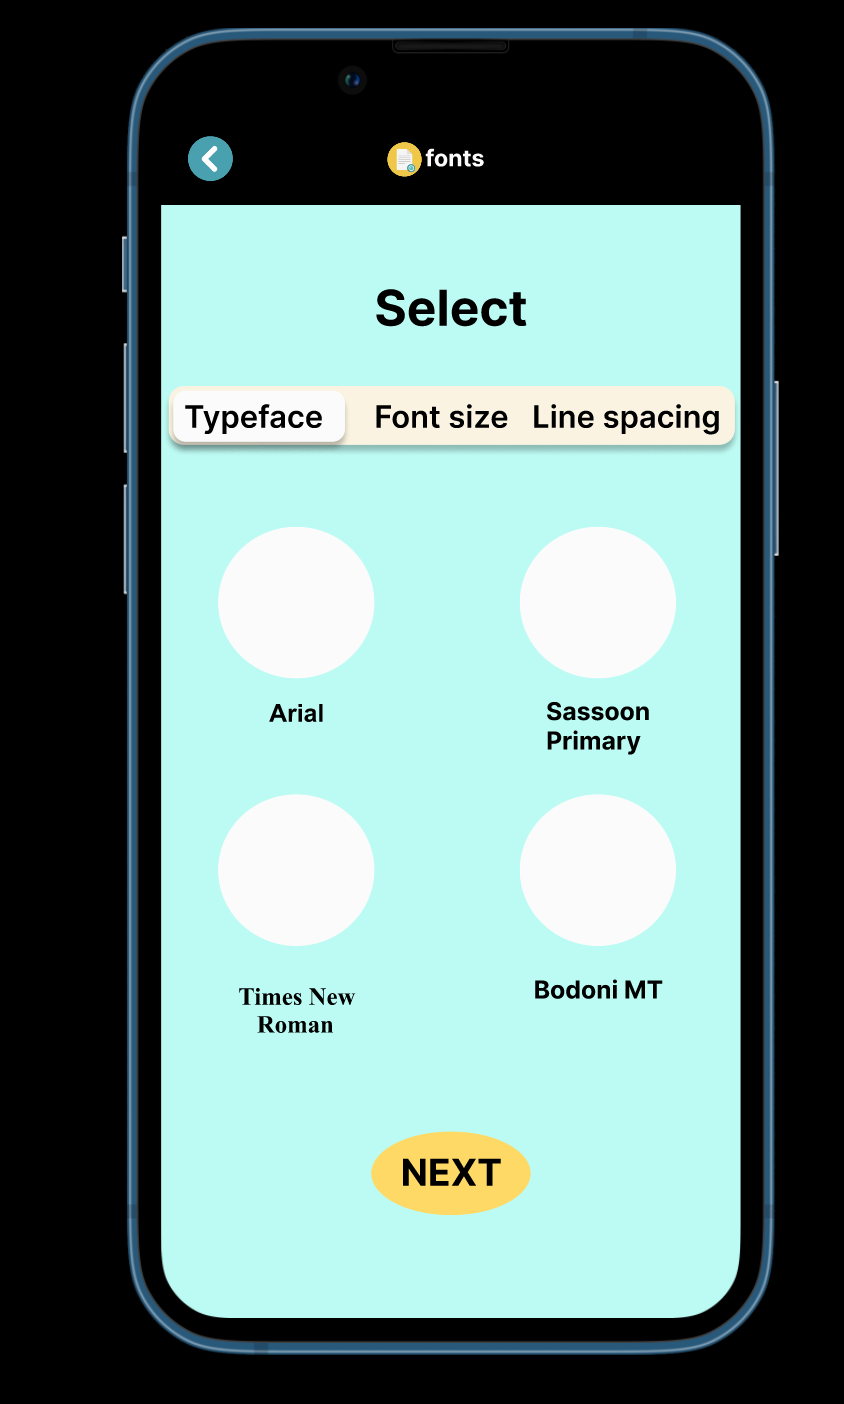 fonts
Select
Typeface Font size Line spacing
Arial
Sassoon
Primary
Times New
Roman
Bodoni MT
NEXT